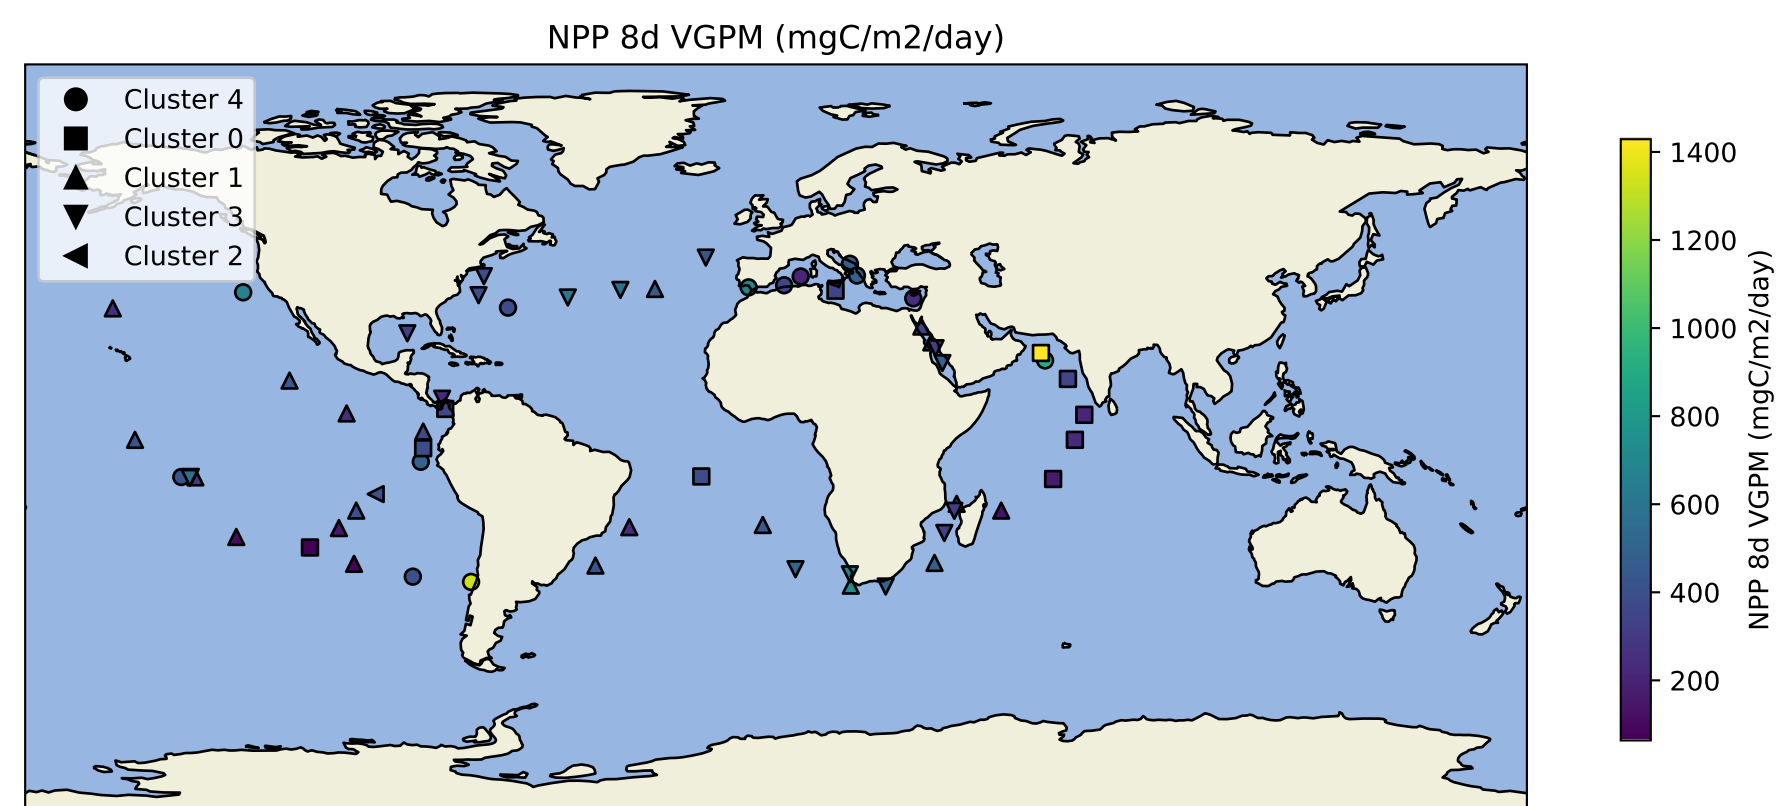 NPP 8d VGPM (mgC/m2/day)
Cluster 4
Cluster 0
Cluster 1
Cluster 3
Cluster 2
1400
1200
1000
800
600
400
200
NPP 8d VGPM (mgC/m2/day)